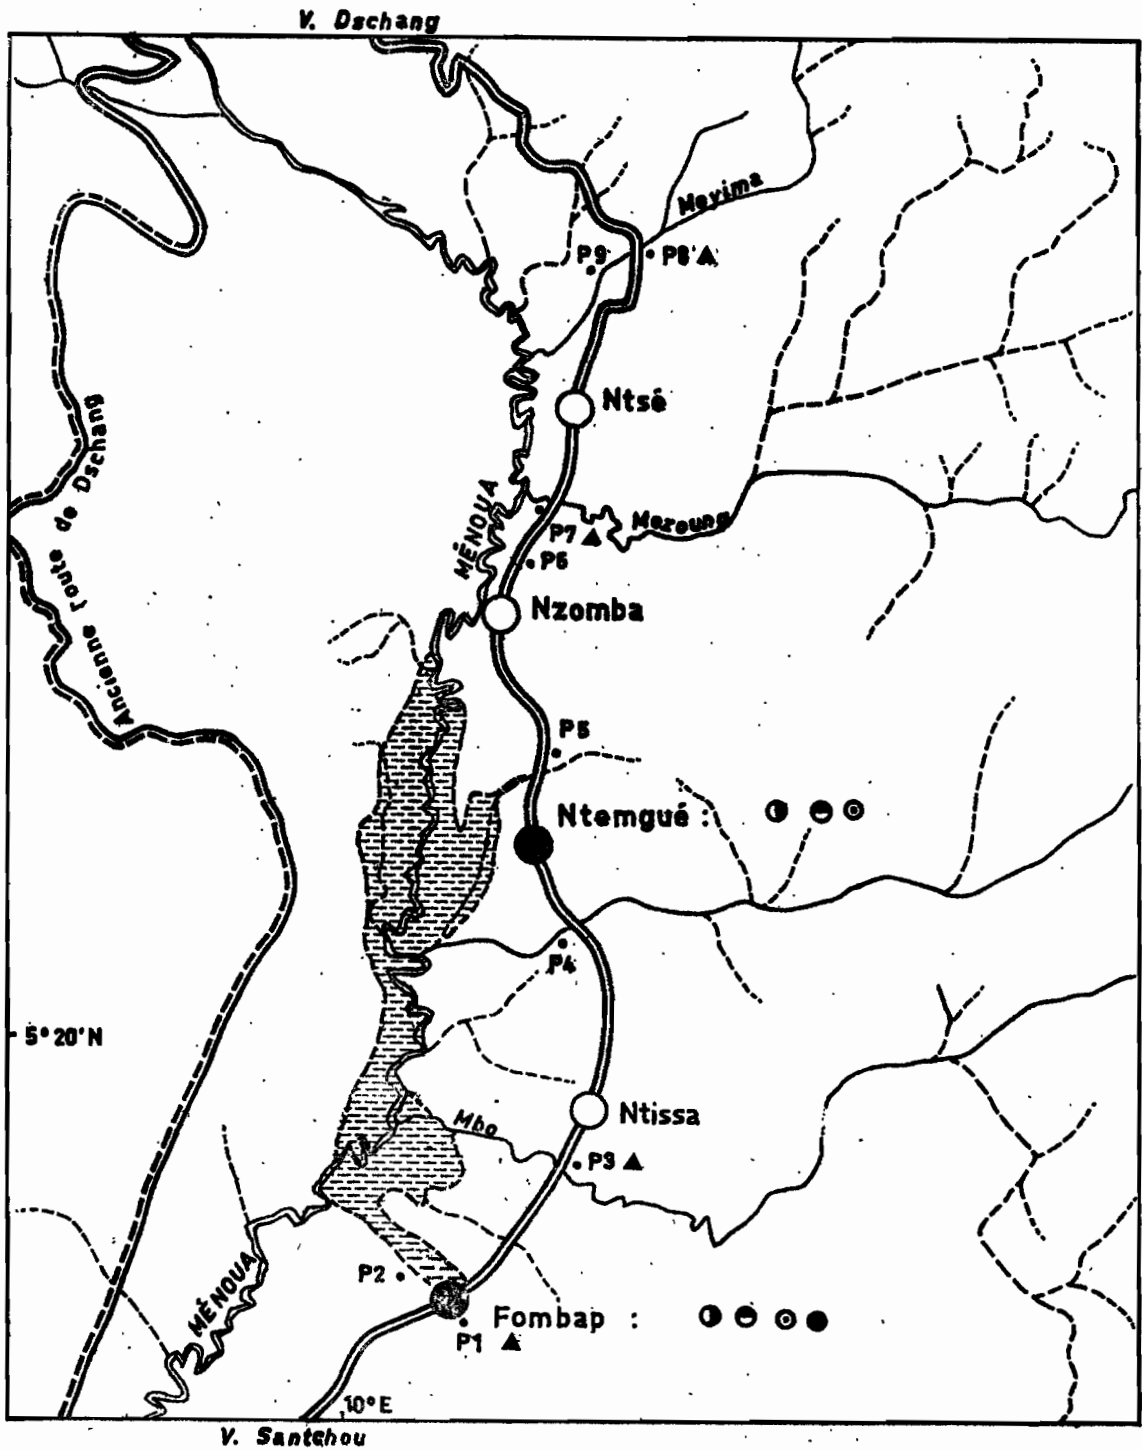 V. Dschang
Meyima
P9
P8
Ntsé
Ancienne route de Dschang
MÉNOUA
P7
Mezoung
P6
Nzomba
P5
Ntemgué :
P4
5° 20'N
Ntissa
Mbo
P3
P2
MÉNOUA
Fombap :
P1
10° E
V. Santchou